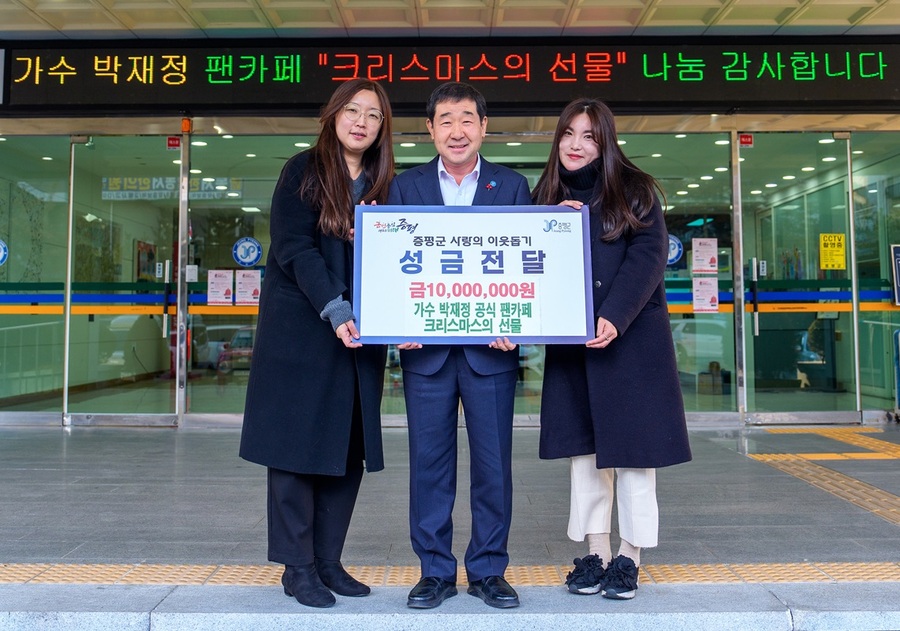 가수 박재정 팬카페 "크리스마스의 선물" 나눔 감사합니다
증평
증평군
증평군 사랑의 이웃돕기
성금전달
금10,000,000원
가수 박재정 공식 팬카페
크리스마스의 선물
CCTV